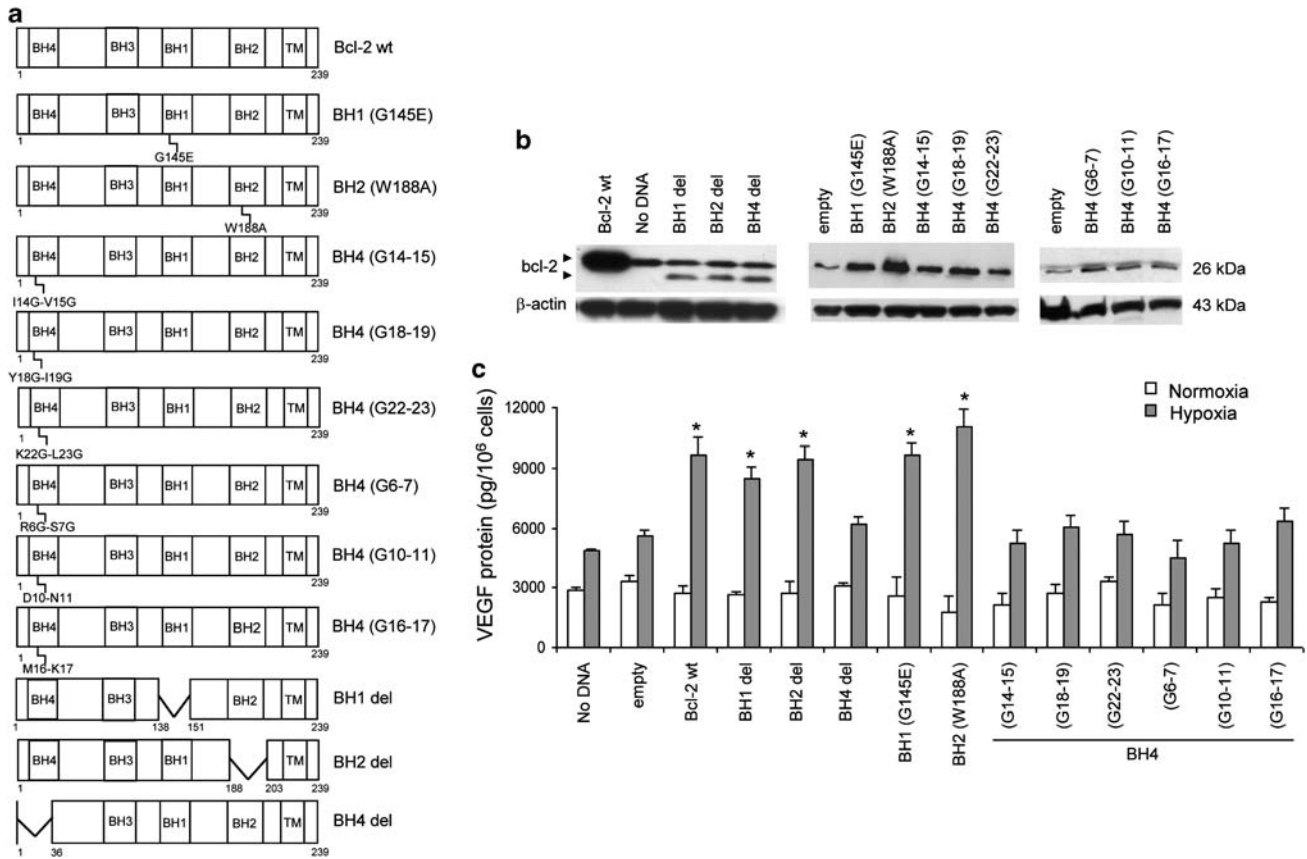 a
BH4 BH3 BH1 BH2 TM
Bcl-2 wt
1 239
BH4 BH3 BH1 BH2 TM
BH1 (G145E)
1 239
G145E
BH4 BH3 BH1 BH2 TM
BH2 (W188A)
1 239
W188A
BH4 BH3 BH1 BH2 TM
BH4 (G14-15)
1 239
I14G-V15G
BH4 BH3 BH1 BH2 TM
BH4 (G18-19)
1 239
Y18G-I19G
BH4 BH3 BH1 BH2 TM
BH4 (G22-23)
1 239
K22G-L23G
BH4 BH3 BH1 BH2 TM
BH4 (G6-7)
1 239
R6G-S7G
BH4 BH3 BH1 BH2 TM
BH4 (G10-11)
1 239
D10-N11
BH4 BH3 BH1 BH2 TM
BH4 (G16-17)
1 239
M16-K17
BH4 BH3 BH2 TM
BH1 del
1 138 151 239
BH4 BH3 BH1 TM
BH2 del
1 188 203 239
BH3 BH1 BH2 TM
BH4 del
1 36 239
b
Bcl-2 wt
No DNA
BH1 del
BH2 del
BH4 del
empty
BH1 (G145E)
BH2 (W188A)
BH4 (G14-15)
BH4 (G18-19)
BH4 (G22-23)
empty
BH4 (G6-7)
BH4 (G10-11)
BH4 (G16-17)
bcl-2
26 kDa
β-actin
43 kDa
c
Normoxia
Hypoxia
VEGF protein (pg/10⁶ cells)
12000
9000
6000
3000
0
* * * * *
No DNA
empty
Bcl-2 wt
BH1 del
BH2 del
BH4 del
BH1 (G145E)
BH2 (W188A)
(G14-15)
(G18-19)
(G22-23)
(G6-7)
(G10-11)
(G16-17)
BH4